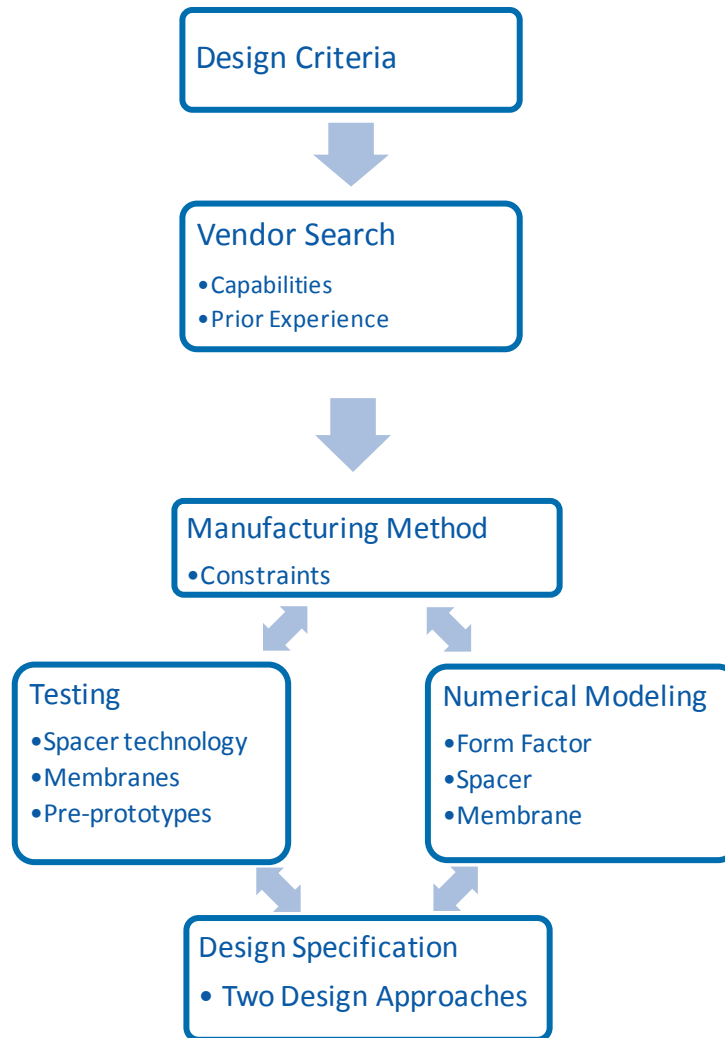 Design Criteria
Vendor Search
•Capabilities
•Prior Experience
Manufacturing Method
•Constraints
Testing
•Spacer technology
•Membranes
•Pre-prototypes
Numerical Modeling
•Form Factor
•Spacer
•Membrane
Design Specification
• Two Design Approaches